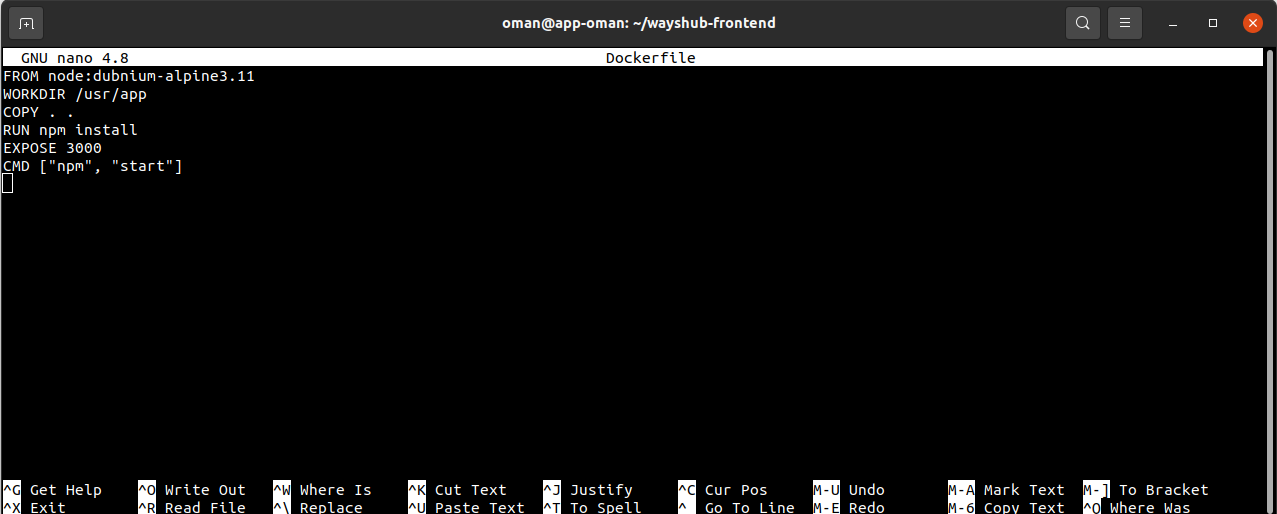 oman@app-oman: ~/wayshub-frontend
GNU nano 4.8 Dockerfile
FROM node:dubnium-alpine3.11
WORKDIR /usr/app
COPY . .
RUN npm install
EXPOSE 3000
CMD ["npm", "start"]
^G Get Help ^O Write Out ^W Where Is ^K Cut Text ^J Justify ^C Cur Pos M-U Undo M-A Mark Text M-] To Bracket
^X Exit ^R Read File ^\ Replace ^U Paste Text ^T To Spell ^_ Go To Line M-E Redo M-6 Copy Text ^Q Where Was